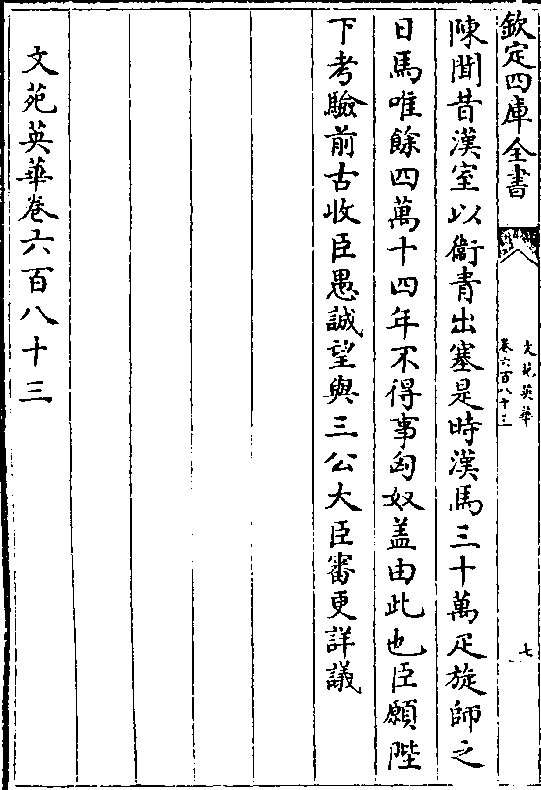 欽定四庫全書
文苑英華
卷六百八十三
七
陳聞昔漢室以衛青出塞是時漢馬三十萬疋旋師之
日馬唯餘四萬十四年不得事匈奴盖由此也臣願陛
下考驗前古收臣愚誠望與三公大臣審更詳議
文苑英華卷六百八十三